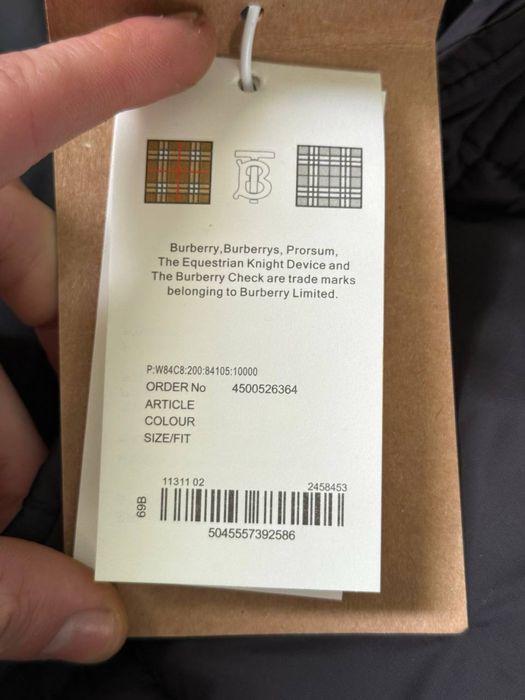 Burberry,Burberrys, Prorsum,
The Equestrian Knight Device and
The Burberry Check are trade marks
belonging to Burberry Limited.
P:W84C8:200:84105:10000
ORDER No 4500526364
ARTICLE
COLOUR
SIZE/FIT
11311 02 2458453
69B
5045557392586